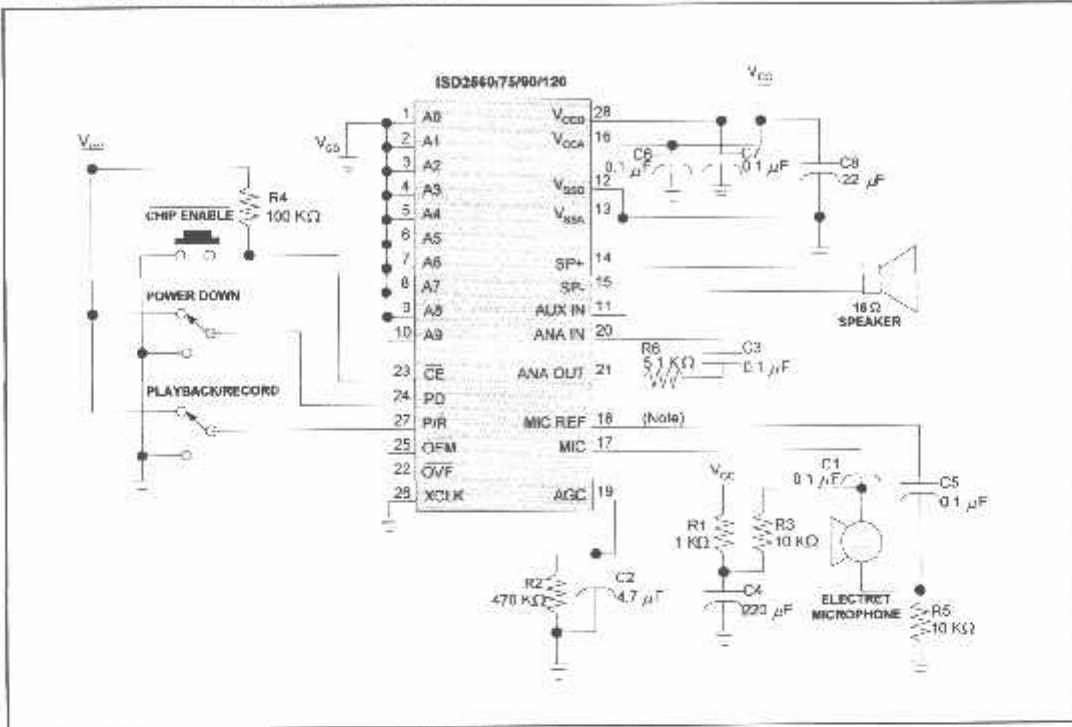 ISD2560/75/90/120
VCC
VCC
VSS
1 A0
2 A1
3 A2
4 A3
5 A4
6 A5
7 A6
8 A7
9 A8
10 A9
23 CE
24 PD
27 P/R
25 OEM
22 OVF
26 XCLK
VCCD 28
VCCA 16
VSSD 12
VSSA 13
SP+ 14
SP- 15
AUX IN 11
ANA IN 20
ANA OUT 21
MIC REF 18 (Note)
MIC 17
AGC 19
R4
100 KΩ
CHIP ENABLE
POWER DOWN
PLAYBACK/RECORD
C6
0.1 µF
C7
0.1 µF
C8
22 µF
16 Ω
SPEAKER
R6
5.1 KΩ
C3
0.1 µF
VCC
C1
0.1 µF
C5
0.1 µF
R1
1 KΩ
R3
10 KΩ
R2
470 KΩ
C2
4.7 µF
C4
220 µF
ELECTRET
MICROPHONE
R5
10 KΩ